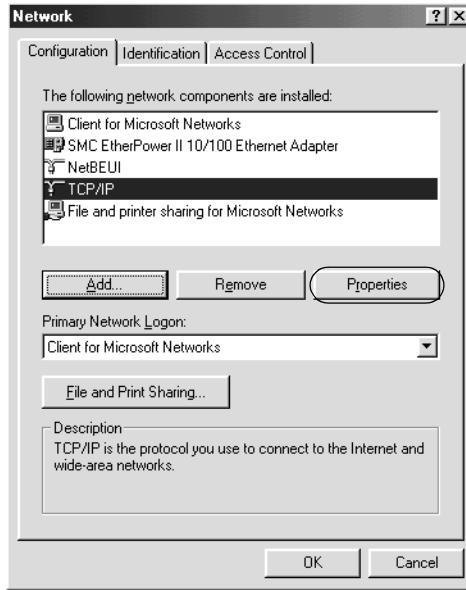 Network
? X
Configuration Identification Access Control
The following network components are installed:
Client for Microsoft Networks
SMC EtherPower II 10/100 Ethernet Adapter
NetBEUI
TCP/IP
File and printer sharing for Microsoft Networks
Add... Remove Properties
Primary Network Logon:
Client for Microsoft Networks
File and Print Sharing...
Description
TCP/IP is the protocol you use to connect to the Internet and
wide-area networks.
OK Cancel